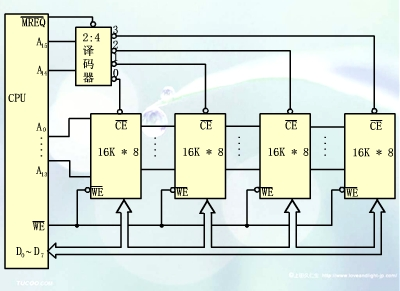 MREQ
A15
A14
CPU
A0
A13
WE
D0~D7
2:4
译
码
器
3
2
1
0
CE
16K * 8
WE
CE
16K * 8
WE
CE
16K * 8
WE
CE
16K * 8
WE